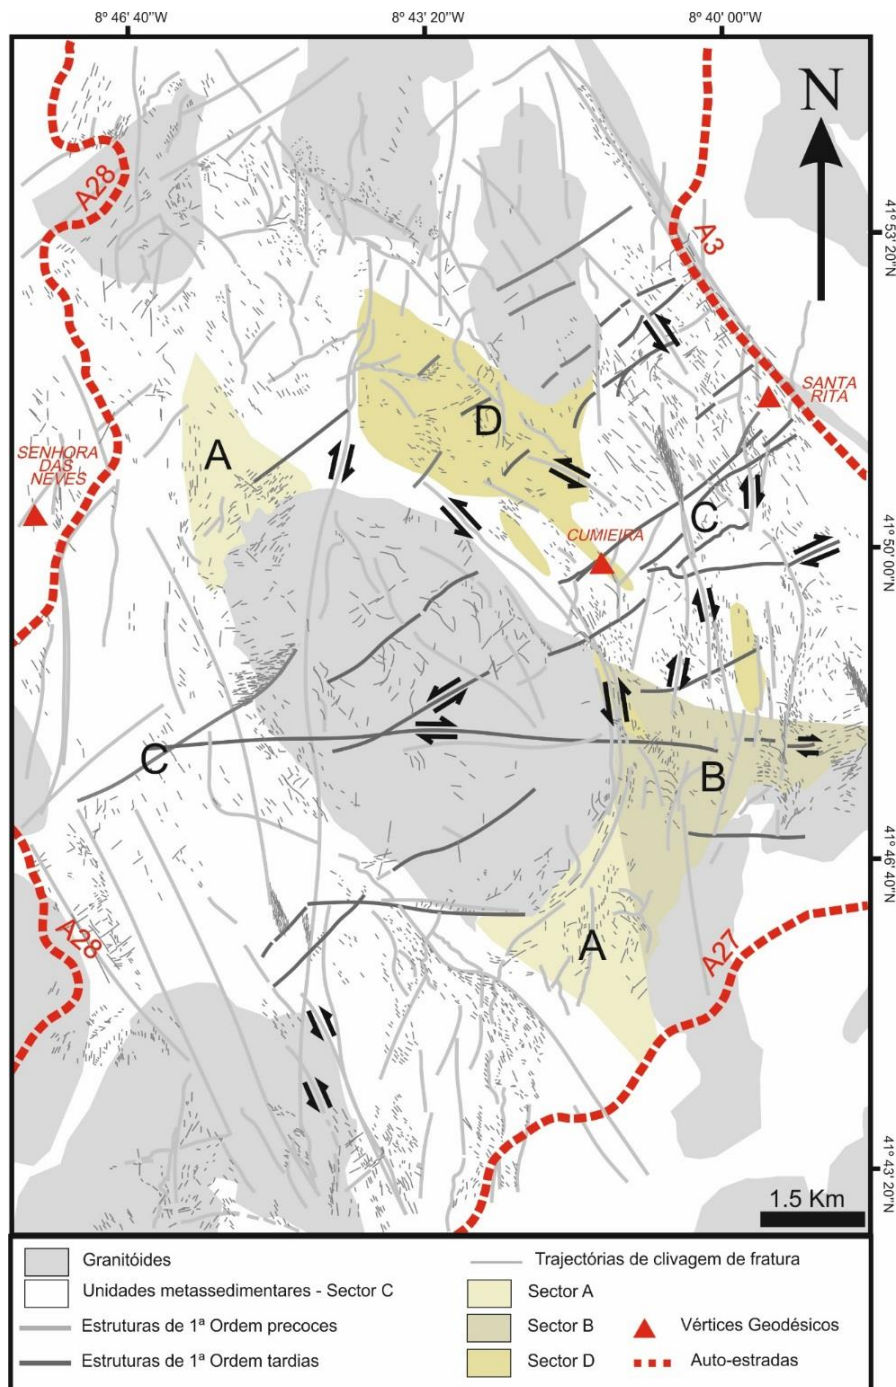 8º 46' 40''W
8º 43' 20''W
8º 40' 00''W
N
A28
A3
41º 53' 20''N
SANTA
RITA
D
A
SENHORA
DAS
NEVES
C
CUMIEIRA
41º 50' 00''N
C
B
41º 46' 40''N
A28
A
A27
41º 43' 20''N
1.5 Km
Granitóides
Unidades metassedimentares - Sector C
Estruturas de 1ª Ordem precoces
Estruturas de 1ª Ordem tardias
Trajectórias de clivagem de fratura
Sector A
Sector B
Sector D
Vértices Geodésicos
Auto-estradas